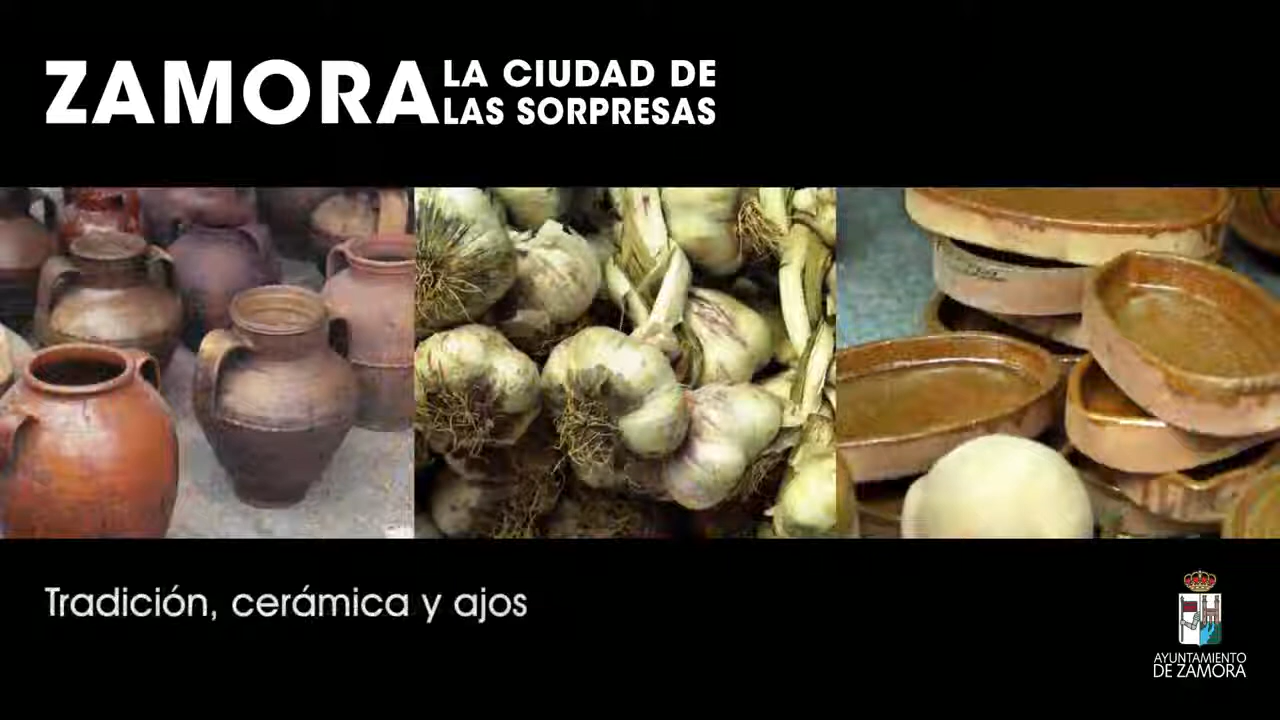 ZAMORA
LA CIUDAD DE
LAS SORPRESAS
Tradición, cerámica y ajos
AYUNTAMIENTO
DE ZAMORA